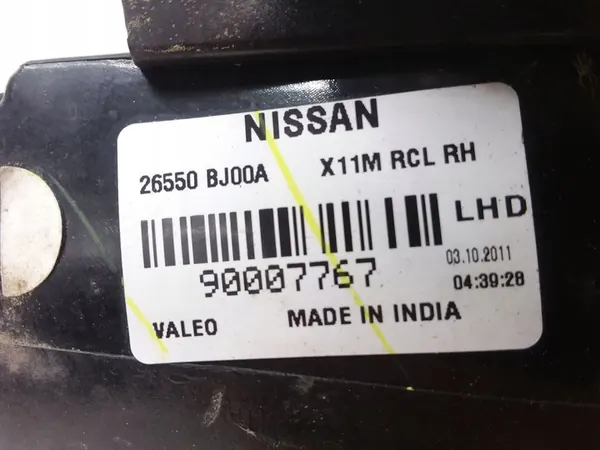 NISSAN
26550 BJ00A X11M RCL RH
LHD
90007767 03.10.2011
04:39:28
VALEO MADE IN INDIA